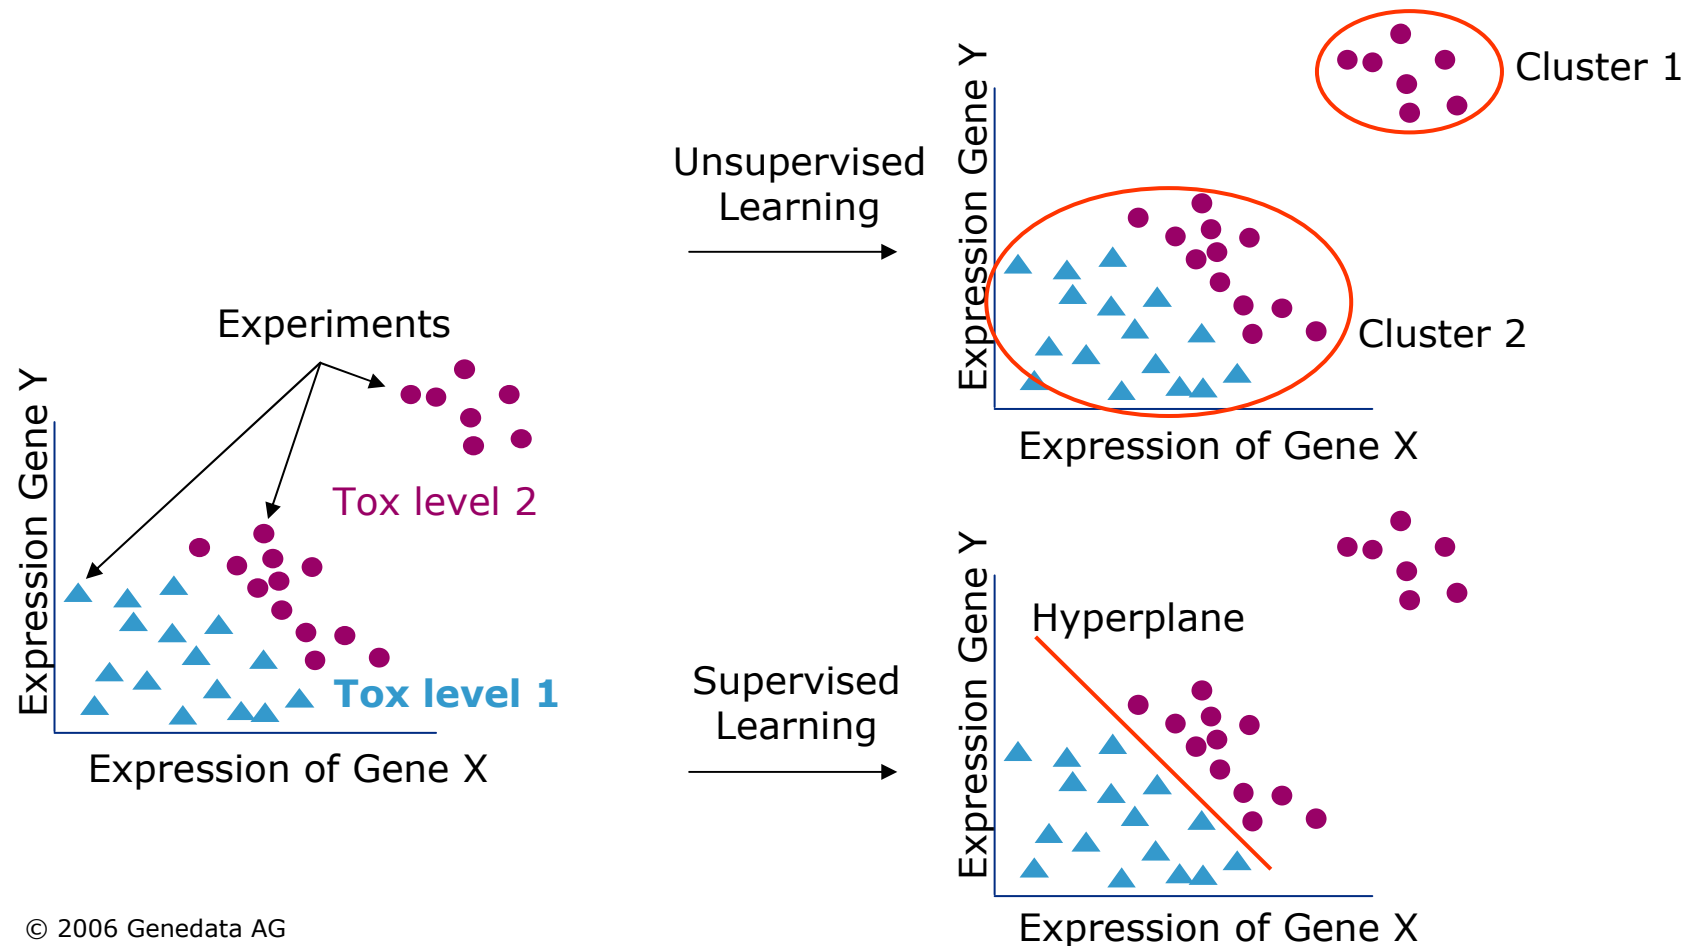 Experiments
Expression Gene Y
Tox level 2
Tox level 1
Expression of Gene X
Unsupervised
Learning
Expression Gene Y
Cluster 1
Cluster 2
Expression of Gene X
Supervised
Learning
Expression Gene Y
Hyperplane
Expression of Gene X
© 2006 Genedata AG